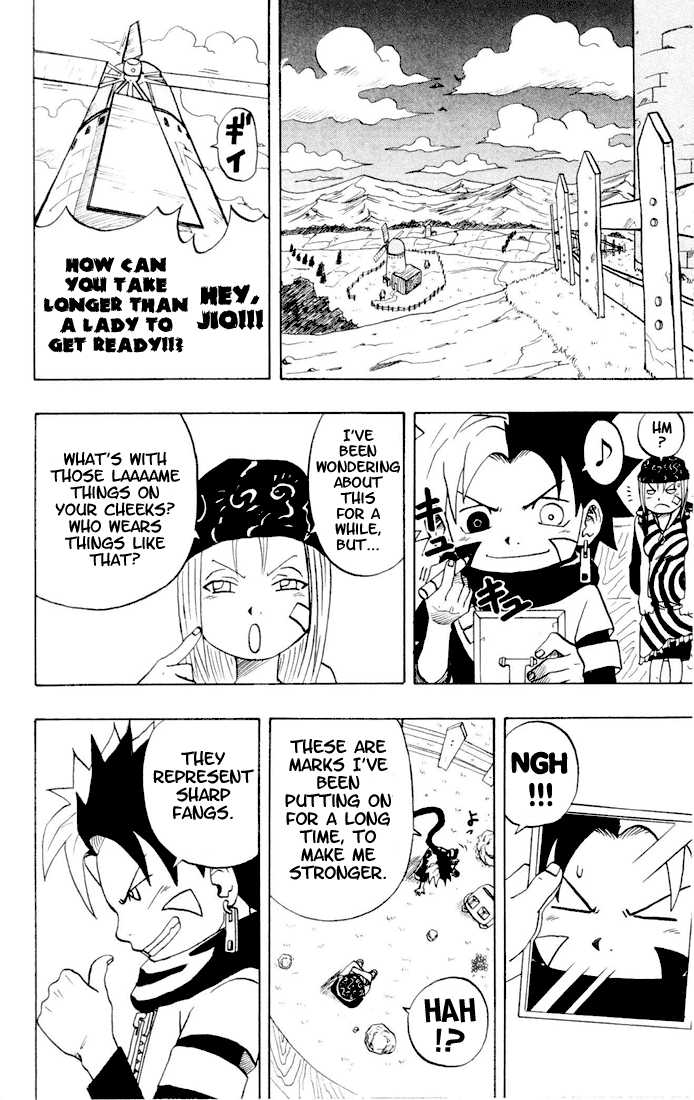 ギィ
HEY,
JIO!!!
HOW CAN
YOU TAKE
LONGER THAN
A LADY TO
GET READY!!?
HM
?
♪
キュ
キュ
I'VE
BEEN
WONDERING
ABOUT
THIS
FOR A
WHILE,
BUT...
WHAT'S WITH
THOSE LAAAAME
THINGS ON
YOUR CHEEKS?
WHO WEARS
THINGS LIKE
THAT?
NGH
!!!
THESE ARE
MARKS I'VE
BEEN
PUTTING ON
FOR A LONG
TIME, TO
MAKE ME
STRONGER.
HAH
!?
THEY
REPRESENT
SHARP
FANGS.